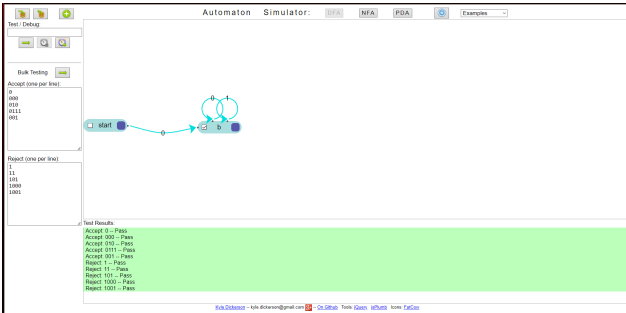 Automaton Simulator: DFA NFA PDA Examples
Test / Debug:
Bulk Testing
Accept (one per line):
0
000
010
0111
001
Reject (one per line):
1
11
101
1000
1001
0 1
start 0 b
Test Results:
Accept: 0 -- Pass
Accept: 000 -- Pass
Accept: 010 -- Pass
Accept: 0111 -- Pass
Accept: 001 -- Pass
Reject: 1 -- Pass
Reject: 11 -- Pass
Reject: 101 -- Pass
Reject: 1000 -- Pass
Reject: 1001 -- Pass
Kyle Dickerson -- kyle.dickerson@gmail.com -- On Github Tools: jQuery jsPlumb Icons: FatCow